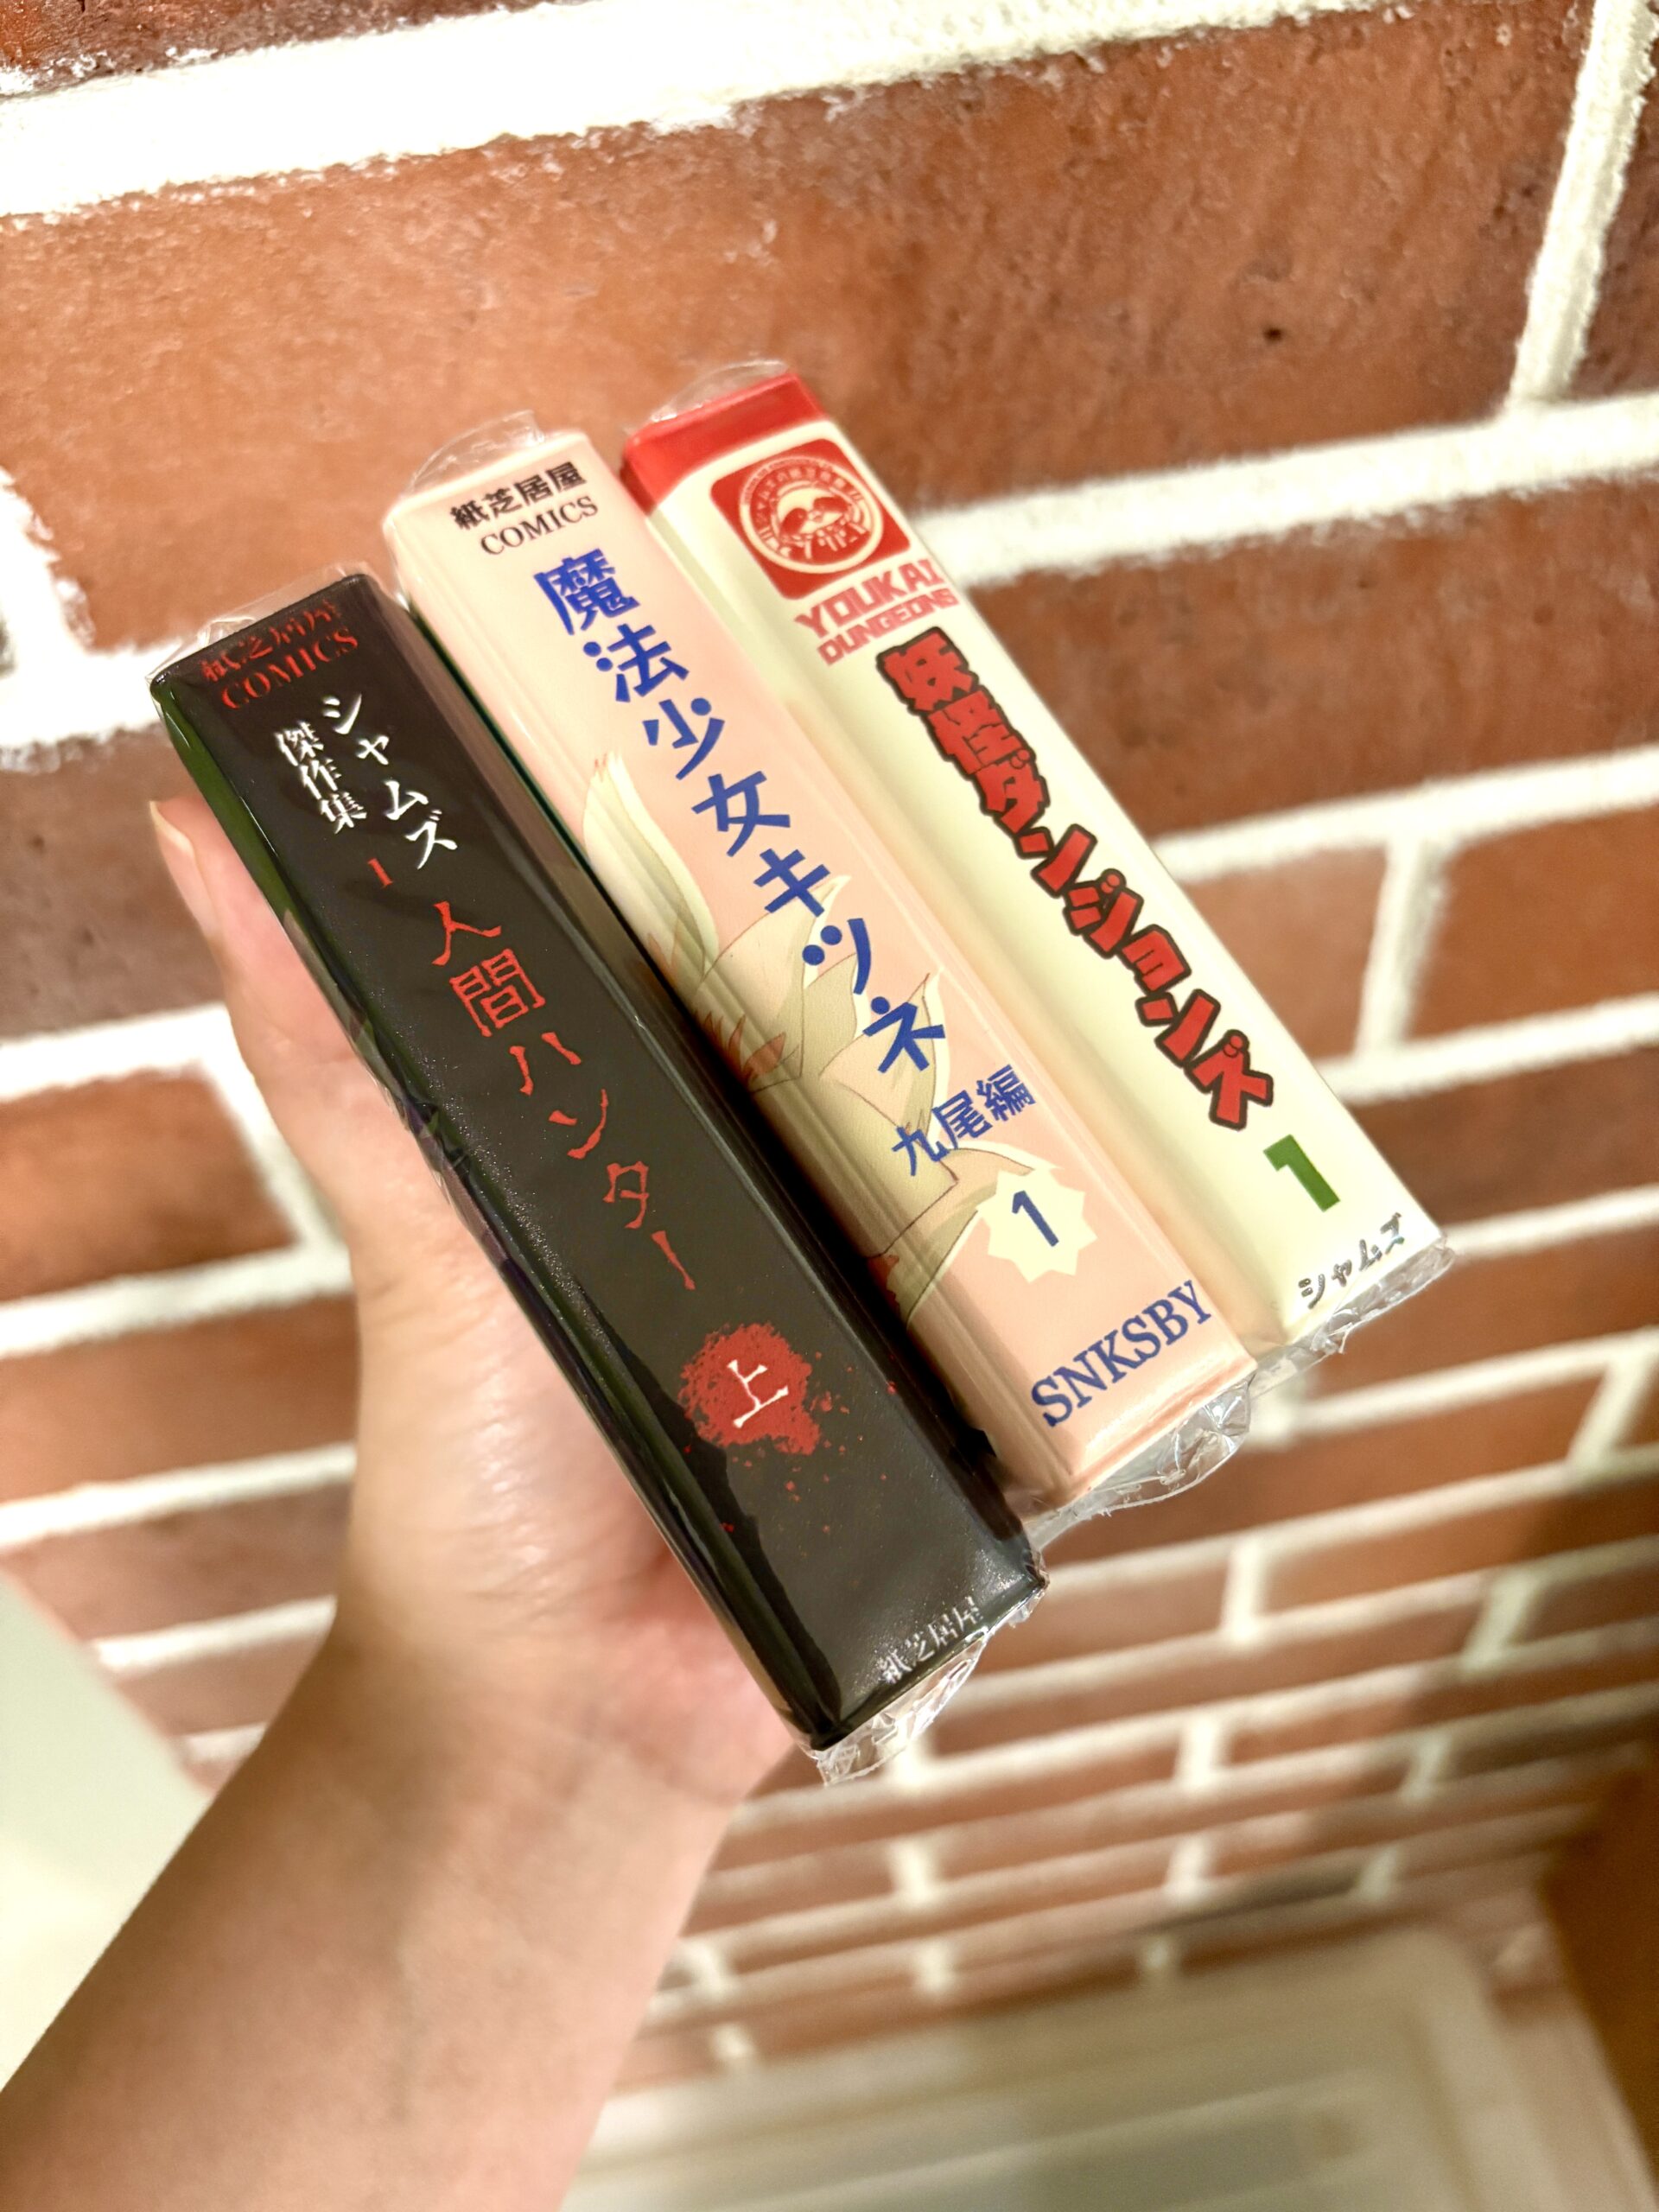 紙芝居屋
COMICS
シャムズ
傑作集
1
人間ハンター
上
紙芝居屋
紙芝居屋
COMICS
魔法少女キツネ
九尾編
1
SNKSBY
YOUKAI
DUNGEONS
妖怪ダンジョンズ
1
シャムズ